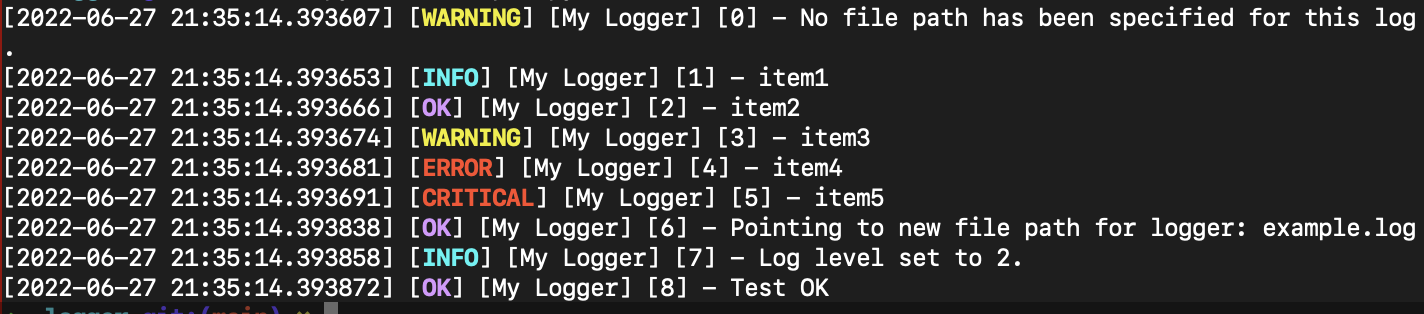 [2022-06-27 21:35:14.393607] [WARNING] [My Logger] [0] – No file path has been specified for this log
.
[2022-06-27 21:35:14.393653] [INFO] [My Logger] [1] – item1
[2022-06-27 21:35:14.393666] [OK] [My Logger] [2] – item2
[2022-06-27 21:35:14.393674] [WARNING] [My Logger] [3] – item3
[2022-06-27 21:35:14.393681] [ERROR] [My Logger] [4] – item4
[2022-06-27 21:35:14.393691] [CRITICAL] [My Logger] [5] – item5
[2022-06-27 21:35:14.393838] [OK] [My Logger] [6] – Pointing to new file path for logger: example.log
[2022-06-27 21:35:14.393858] [INFO] [My Logger] [7] – Log level set to 2.
[2022-06-27 21:35:14.393872] [OK] [My Logger] [8] – Test OK
logger git:(main)